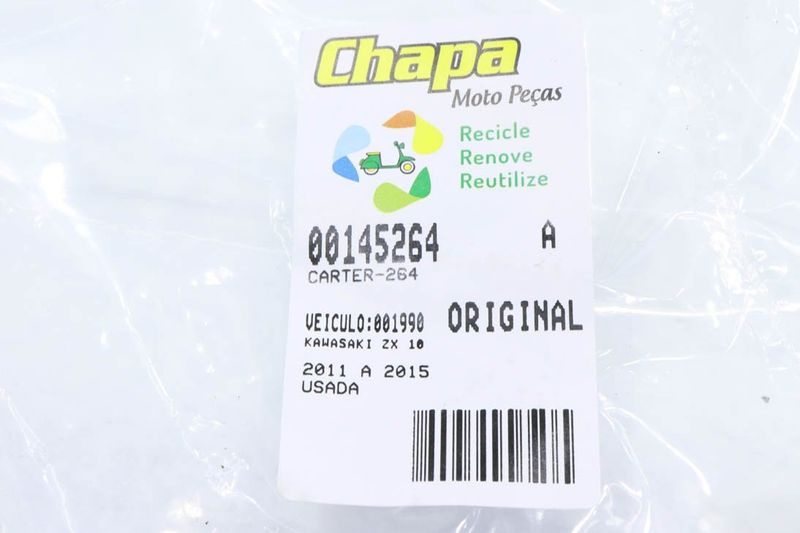 Chapa
Moto Peças
Recicle
Renove
Reutilize
00145264 A
CARTER-264
VEICULO:001990 ORIGINAL
KAWASAKI ZX 10
2011 A 2015
USADA